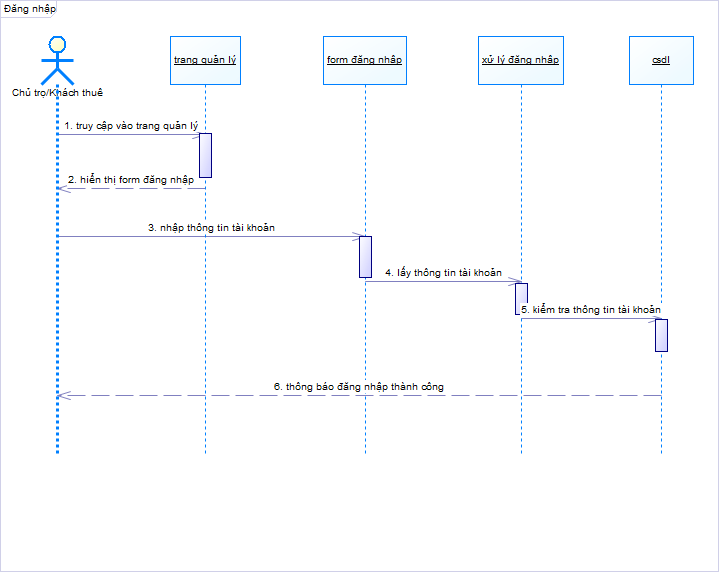 Đăng nhập
trang quản lý
form đăng nhập
xử lý đăng nhập
csdl
Chủ trọ/Khách thuê
1. truy cập vào trang quản lý
2. hiển thị form đăng nhập
3. nhập thông tin tài khoản
4. lấy thông tin tài khoản
5. kiểm tra thông tin tài khoản
6. thông báo đăng nhập thành công